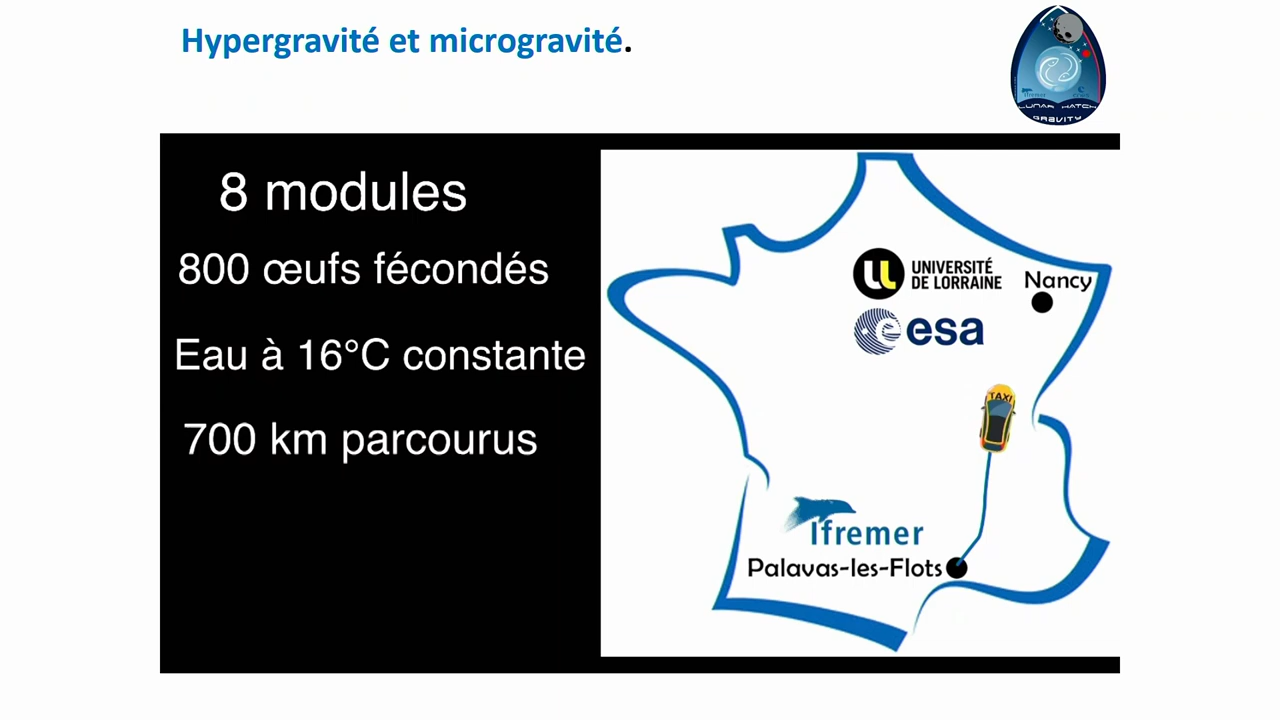 Hypergravité et microgravité.
LUNAR HATCH
GRAVITY
8 modules
800 œufs fécondés
Eau à 16°C constante
700 km parcourus
UNIVERSITÉ
DE LORRAINE
esa
Nancy
TAXI
Ifremer
Palavas-les-Flots